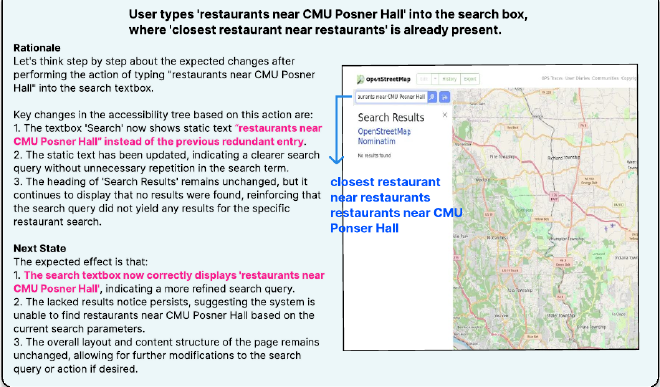 User types 'restaurants near CMU Posner Hall' into the search box,
where 'closest restaurant near restaurants' is already present.
Rationale
Let's think step by step about the expected changes after
performing the action of typing "restaurants near CMU Posner
Hall" into the search textbox.
Key changes in the accessibility tree based on this action are:
1. The textbox 'Search' now shows static text "restaurants near
CMU Posner Hall" instead of the previous redundant entry.
2. The static text has been updated, indicating a clearer search
query without unnecessary repetition in the search term.
3. The heading of 'Search Results' remains unchanged, but it
continues to display that no results were found, reinforcing that
the search query did not yield any results for the specific
restaurant search.
Next State
The expected effect is that:
1. The search textbox now correctly displays 'restaurants near
CMU Posner Hall', indicating a more refined search query.
2. The lacked results notice persists, suggesting the system is
unable to find restaurants near CMU Posner Hall based on the
current search parameters.
3. The overall layout and content structure of the page remains
unchanged, allowing for further modifications to the search
query or action if desired.
OpenStreetMap
History Export
GPS Traces User Diaries Communities Copyrig
aurants near CMU Posner Hall
Search Results
OpenStreetMap
Nominatim
No results found
closest restaurant
near restaurants
restaurants near CMU
Ponser Hall